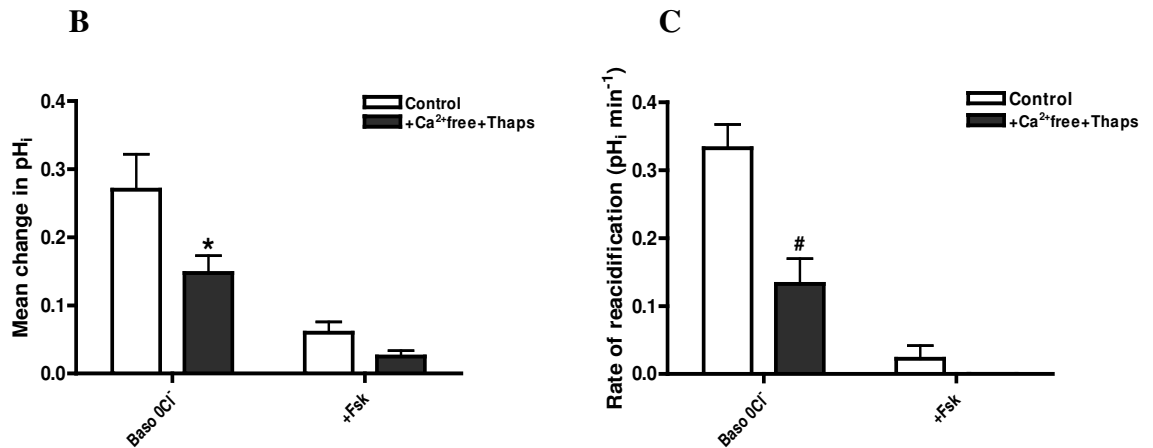 B
Control
+Ca²⁺free+Thaps
Mean change in pHᵢ
0.4
0.3
0.2
0.1
0.0
*
Baso 0Cl⁻
+Fsk
C
Control
+Ca²⁺free+Thaps
Rate of reacidification (pHᵢ min⁻¹)
0.4
0.3
0.2
0.1
0.0
#
Baso 0Cl⁻
+Fsk